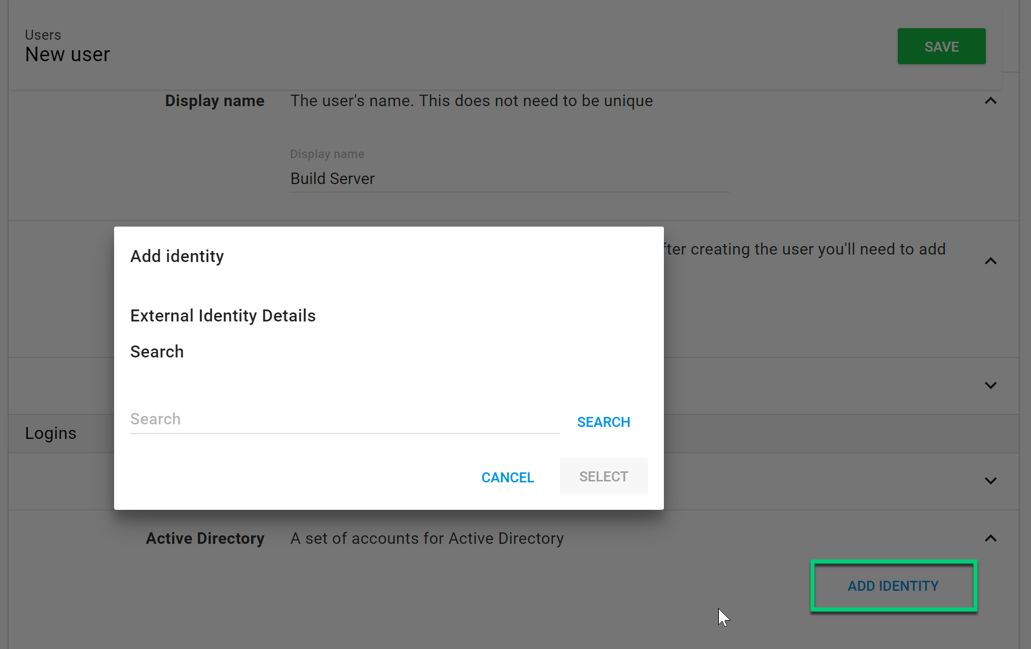 Users
New user
SAVE
Display name The user's name. This does not need to be unique
Display name
Build Server
fter creating the user you'll need to add
Add identity
External Identity Details
Search
Search
SEARCH
CANCEL SELECT
Logins
Active Directory A set of accounts for Active Directory
ADD IDENTITY